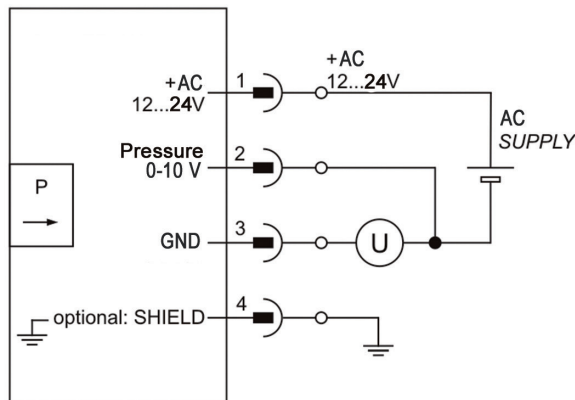 +AC
12...24V
1
+AC
12...24V
AC
SUPPLY
Pressure
0-10 V
2
P
GND
3
U
optional: SHIELD
4